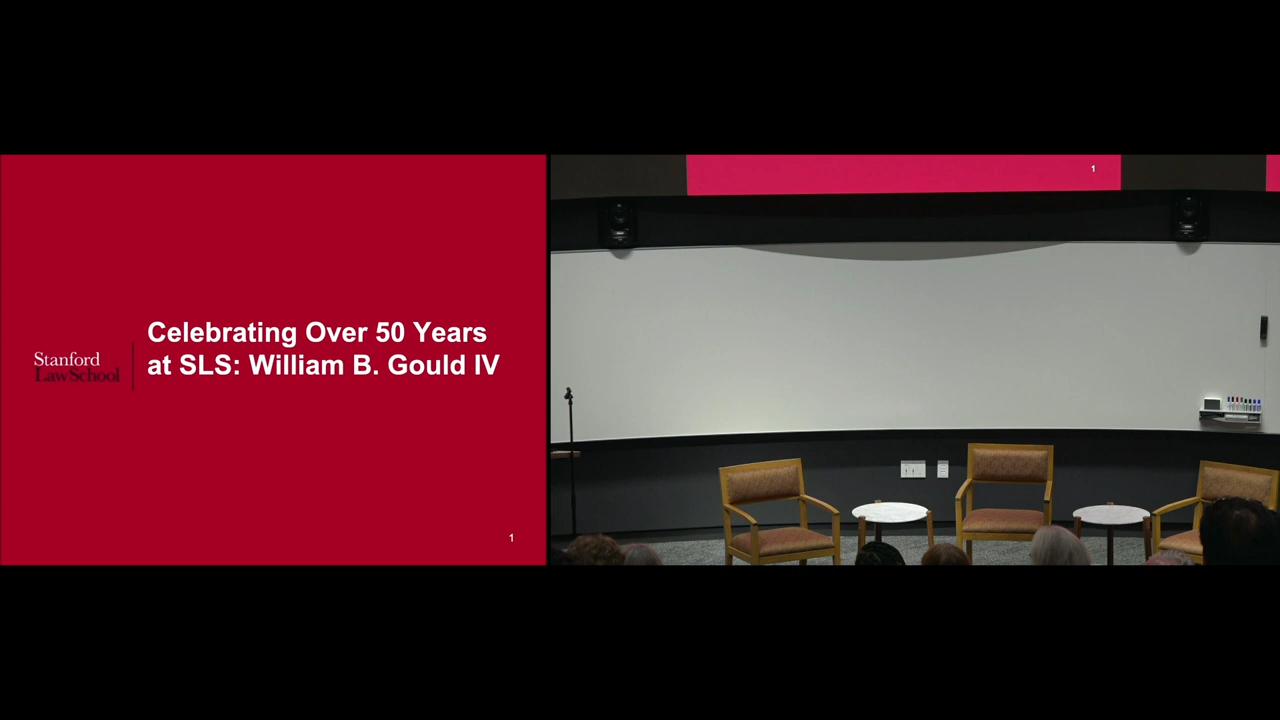 Stanford
Law School
Celebrating Over 50 Years
at SLS: William B. Gould IV
1
1